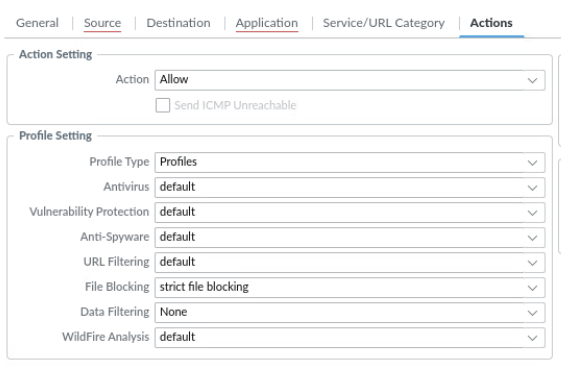 General Source Destination Application Service/URL Category Actions
Action Setting
Action Allow
Send ICMP Unreachable
Profile Setting
Profile Type Profiles
Antivirus default
Vulnerability Protection default
Anti-Spyware default
URL Filtering default
File Blocking strict file blocking
Data Filtering None
WildFire Analysis default